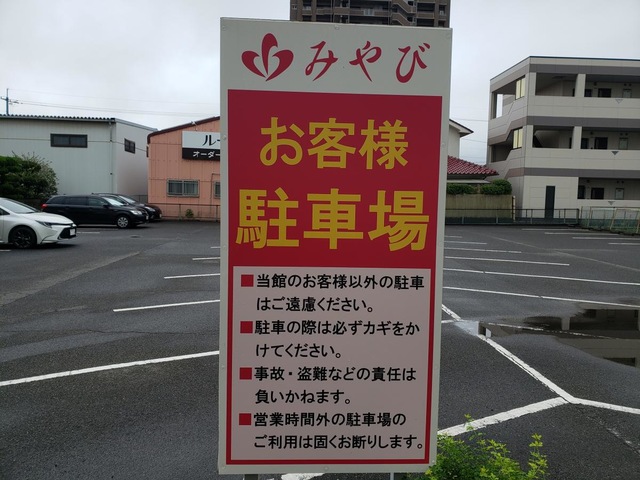 みやび
お客様
駐車場
■当館のお客様以外の駐車
はご遠慮ください。
■駐車の際は必ずカギをか
けてください。
■事故・盗難などの責任は
負いかねます。
■営業時間外の駐車場の
ご利用は固くお断りします。
ルー
オーダー